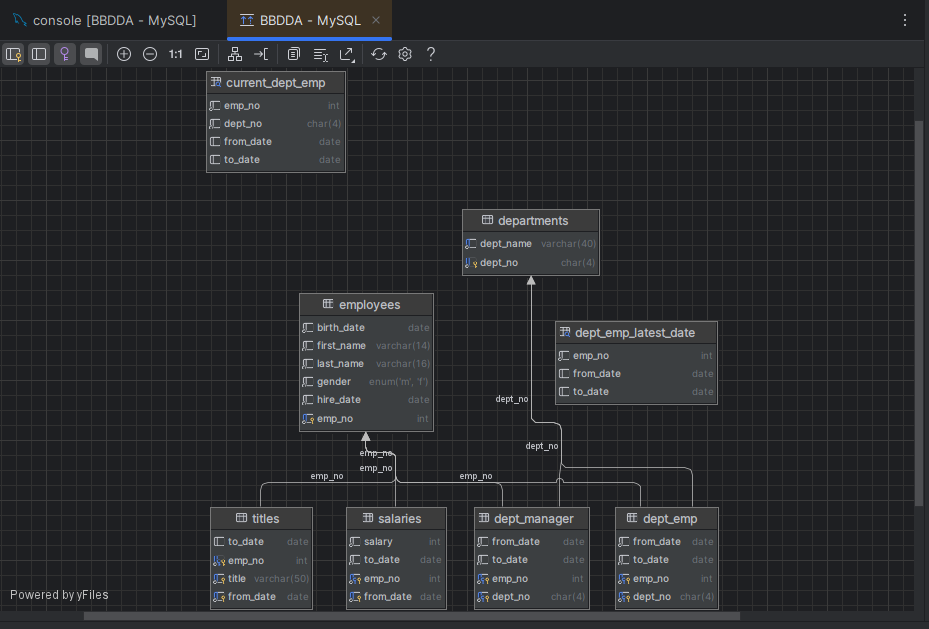 console [BBDDA - MySQL]
BBDDA - MySQL
1:1
current_dept_emp
emp_no int
dept_no char(4)
from_date date
to_date date
departments
dept_name varchar(40)
dept_no char(4)
employees
birth_date date
first_name varchar(14)
last_name varchar(16)
gender enum('m', 'f')
hire_date date
emp_no int
dept_emp_latest_date
emp_no int
from_date date
to_date date
dept_no
dept_no
emp_no
emp_no
emp_no
emp_no
titles
to_date date
emp_no int
title varchar(50)
from_date date
salaries
salary int
to_date date
emp_no int
from_date date
dept_manager
from_date date
to_date date
emp_no int
dept_no char(4)
dept_emp
from_date date
to_date date
emp_no int
dept_no char(4)
Powered by yFiles